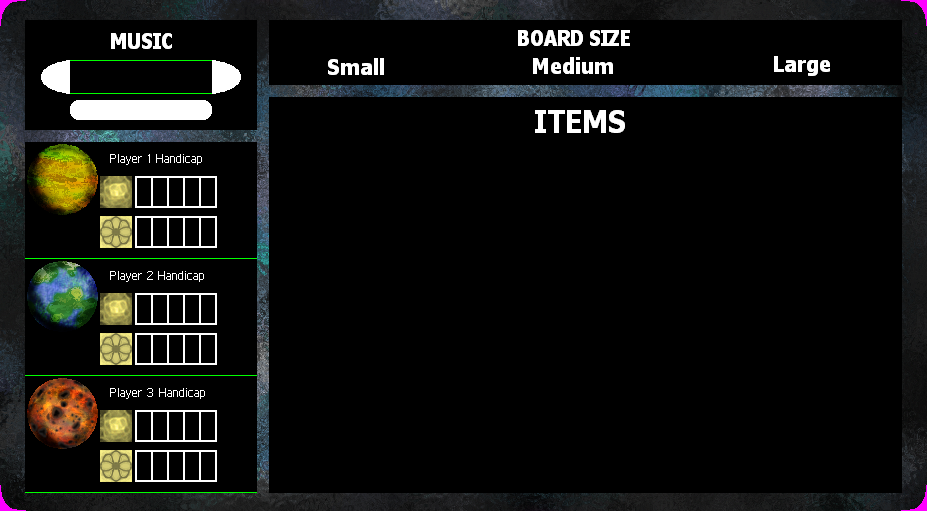 MUSIC
BOARD SIZE
Small Medium Large
ITEMS
Player 1 Handicap
Player 2 Handicap
Player 3 Handicap